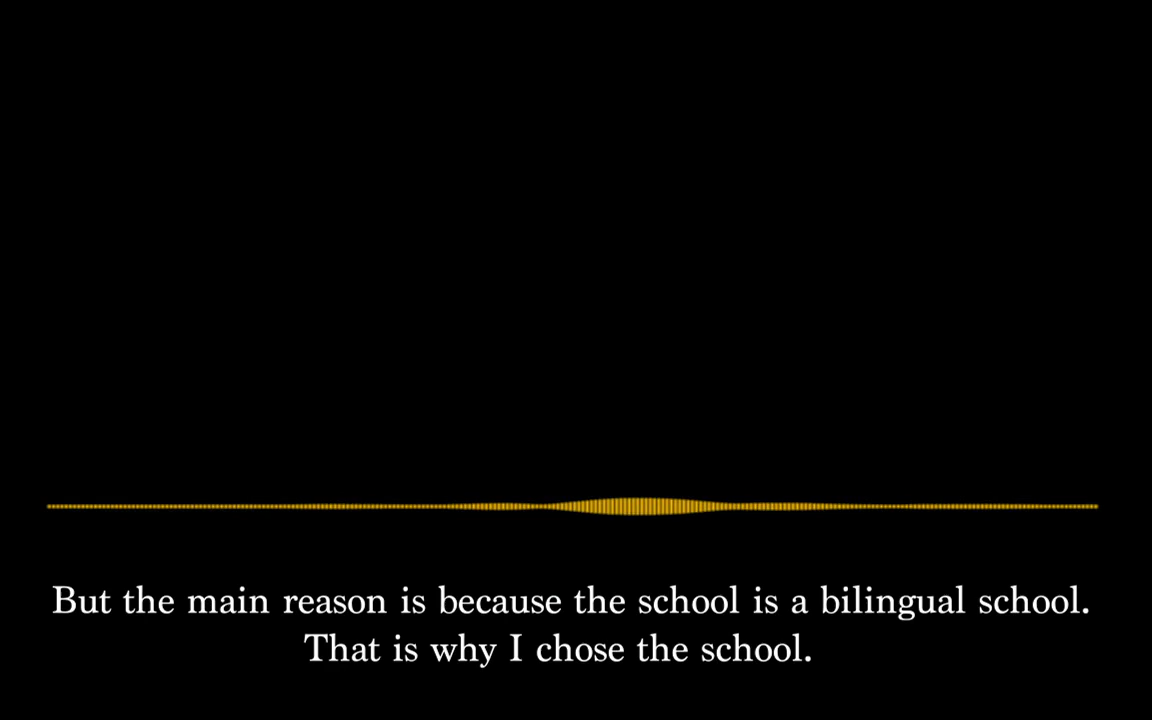 But the main reason is because the school is a bilingual school.
That is why I chose the school.